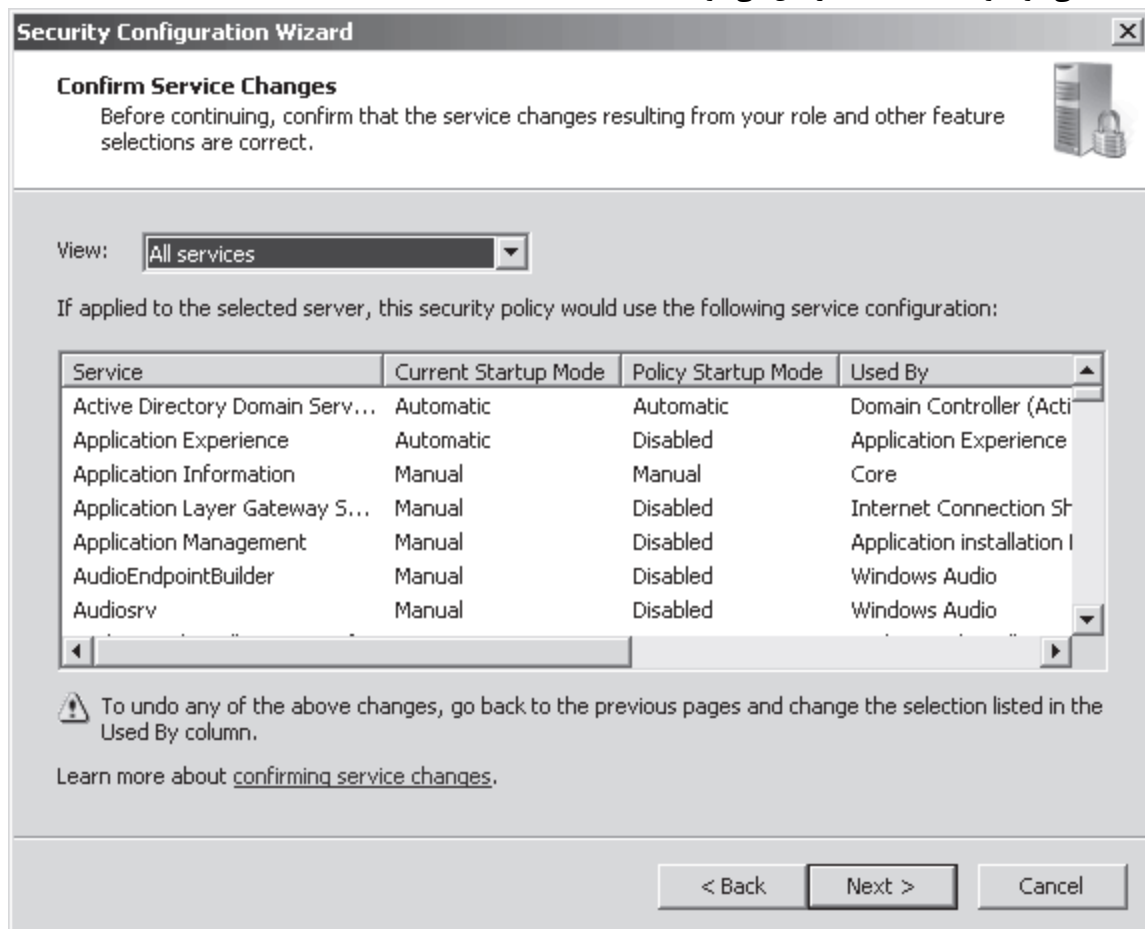 Security Configuration Wizard
Confirm Service Changes
Before continuing, confirm that the service changes resulting from your role and other feature
selections are correct.
View: All services
If applied to the selected server, this security policy would use the following service configuration:
Service Current Startup Mode Policy Startup Mode Used By
Active Directory Domain Serv... Automatic Automatic Domain Controller (Acti
Application Experience Automatic Disabled Application Experience
Application Information Manual Manual Core
Application Layer Gateway S... Manual Disabled Internet Connection Sh
Application Management Manual Disabled Application installation
AudioEndpointBuilder Manual Disabled Windows Audio
Audiosrv Manual Disabled Windows Audio
To undo any of the above changes, go back to the previous pages and change the selection listed in the
Used By column.
Learn more about confirming service changes.
< Back Next > Cancel